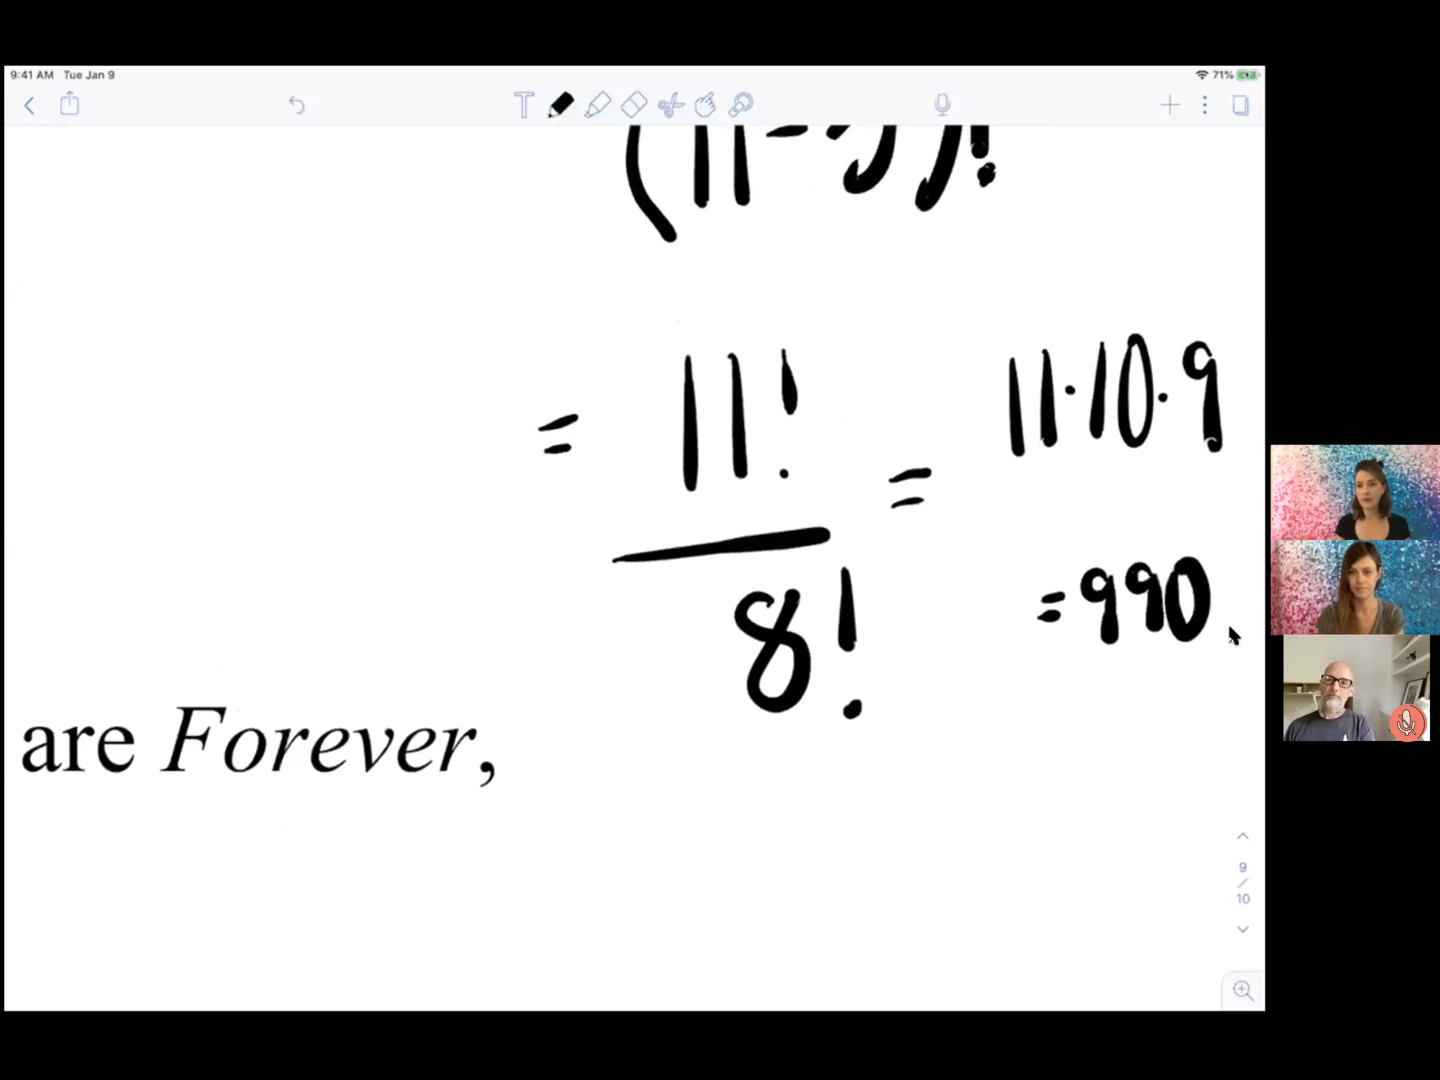 9:41 AM Tue Jan 9
71%
T
(11-3)!
= 11! = 11·10·9
8!
=990
are Forever,
9
/
10